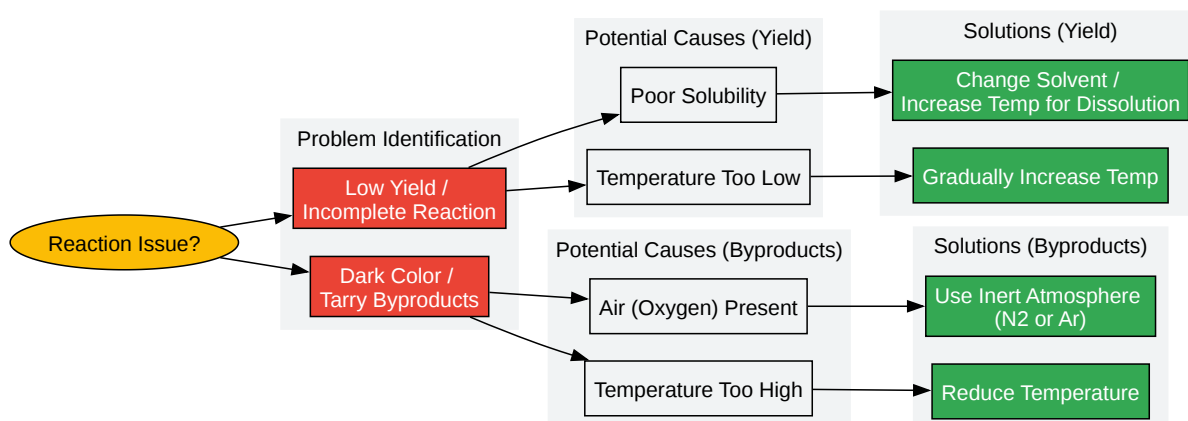 Reaction Issue?
Problem Identification
Low Yield /
Incomplete Reaction
Dark Color /
Tarry Byproducts
Potential Causes (Yield)
Poor Solubility
Temperature Too Low
Potential Causes (Byproducts)
Air (Oxygen) Present
Temperature Too High
Solutions (Yield)
Change Solvent /
Increase Temp for Dissolution
Gradually Increase Temp
Solutions (Byproducts)
Use Inert Atmosphere
(N2 or Ar)
Reduce Temperature